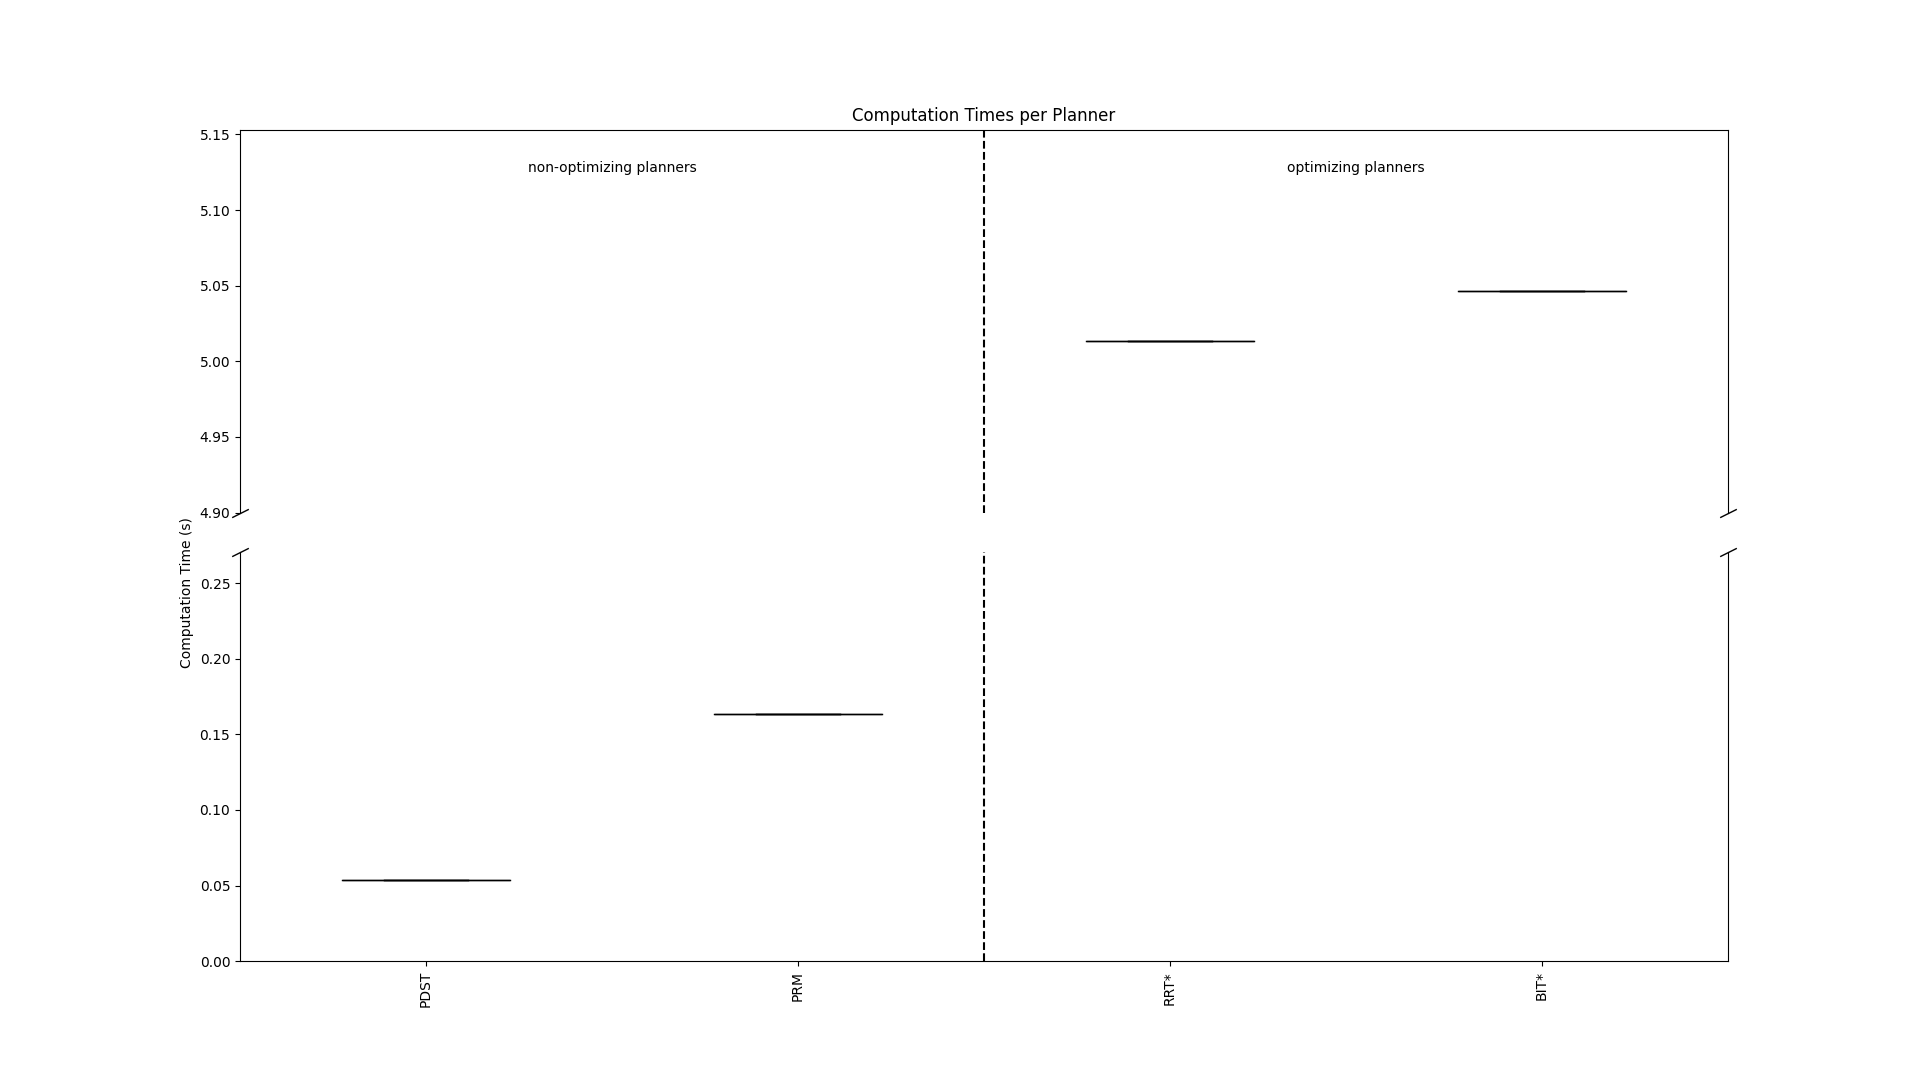 Computation Times per Planner
5.15
non-optimizing planners
optimizing planners
5.10
5.05
5.00
4.95
4.90
Computation Time (s)
0.25
0.20
0.15
0.10
0.05
0.00
PDST
PRM
RRT*
BIT*